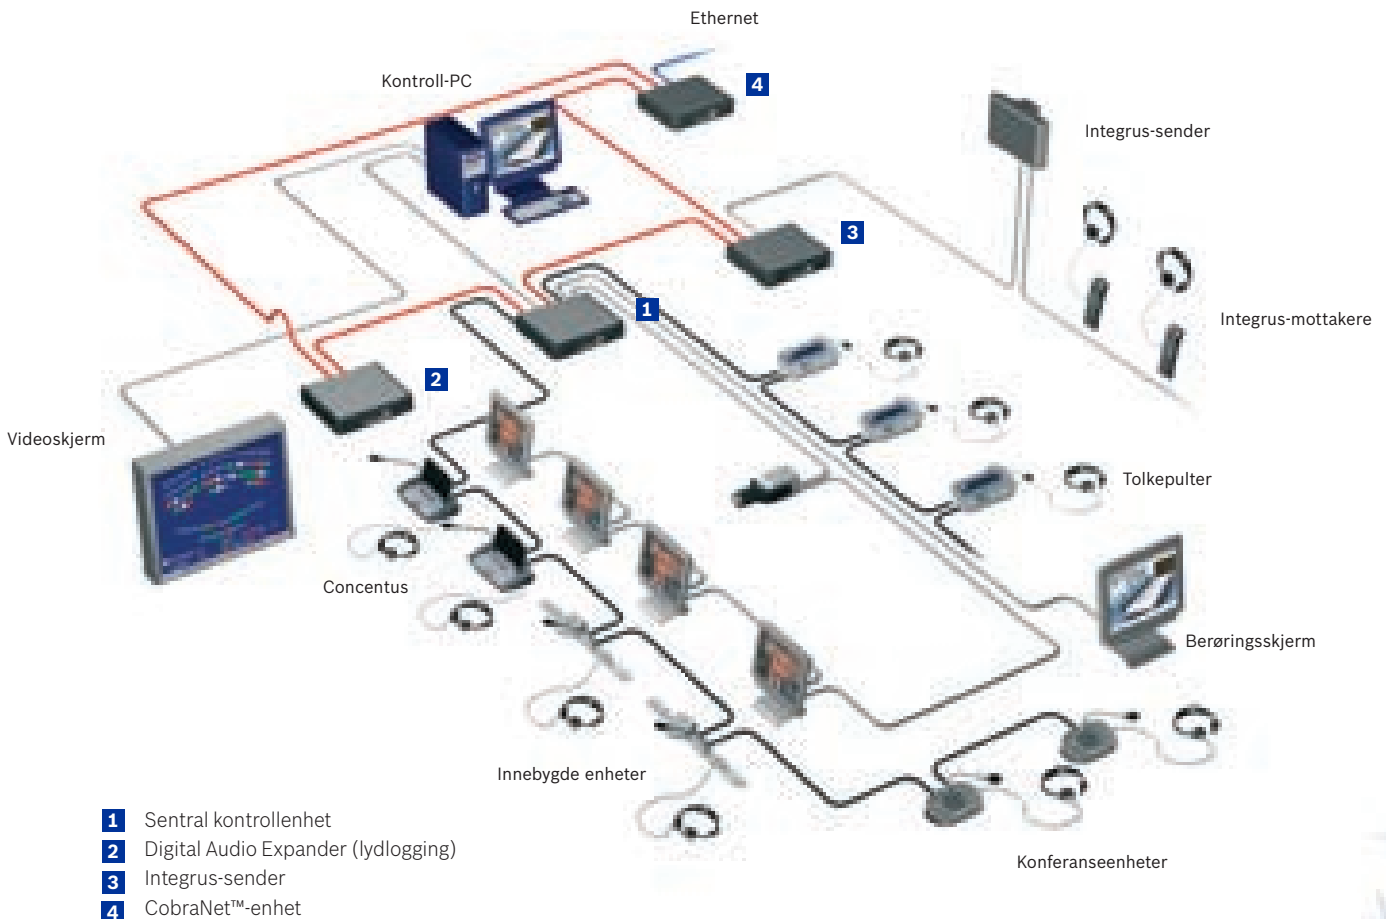 Ethernet
Kontroll-PC
4
Integrus-sender
3
Integrus-mottakere
1
2
Videoskjerm
Tolkepulter
Concentus
Berøringsskjerm
Innebygde enheter
Konferanseenheter
1 Sentral kontrollenhet
2 Digital Audio Expander (lydlogging)
3 Integrus-sender
4 CobraNet™-enhet